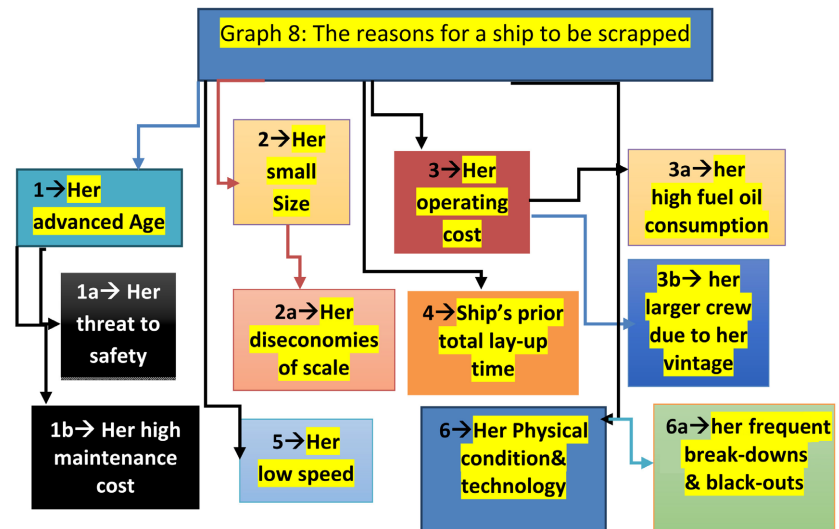 Graph 8: The reasons for a ship to be scrapped
1→Her
advanced Age
2→Her
small
Size
3→Her
operating
cost
3a→her
high fuel oil
consumption
1a→ Her
threat to
safety
2a→Her
diseconomies
of scale
4→Ship’s prior
total lay-up
time
3b→ her
larger crew
due to her
vintage
1b→ Her high
maintenance
cost
5→Her
low speed
6→Her Physical
condition&
technology
6a→her frequent
break-downs
& black-outs